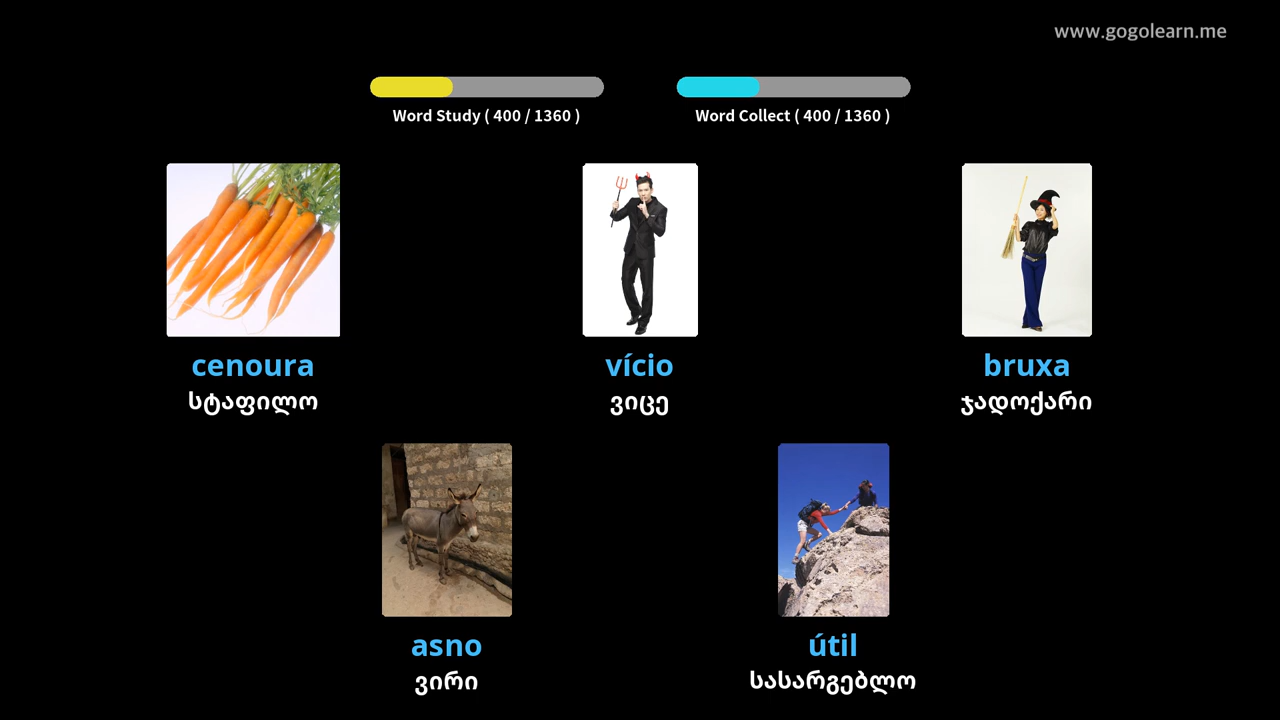 www.gogolearn.me
Word Study ( 400 / 1360 )
Word Collect ( 400 / 1360 )
cenoura
სტაფილო
vício
ვიცე
bruxa
ჯადოქარი
asno
ვირი
útil
სასარგებლო